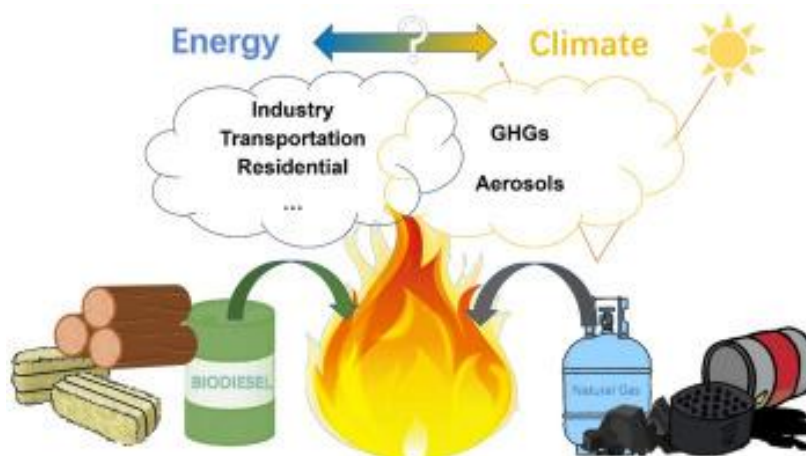 Energy ? Climate
Industry
Transportation
Residential
...
GHGs
Aerosols
BIODIESEL
Natural Gas